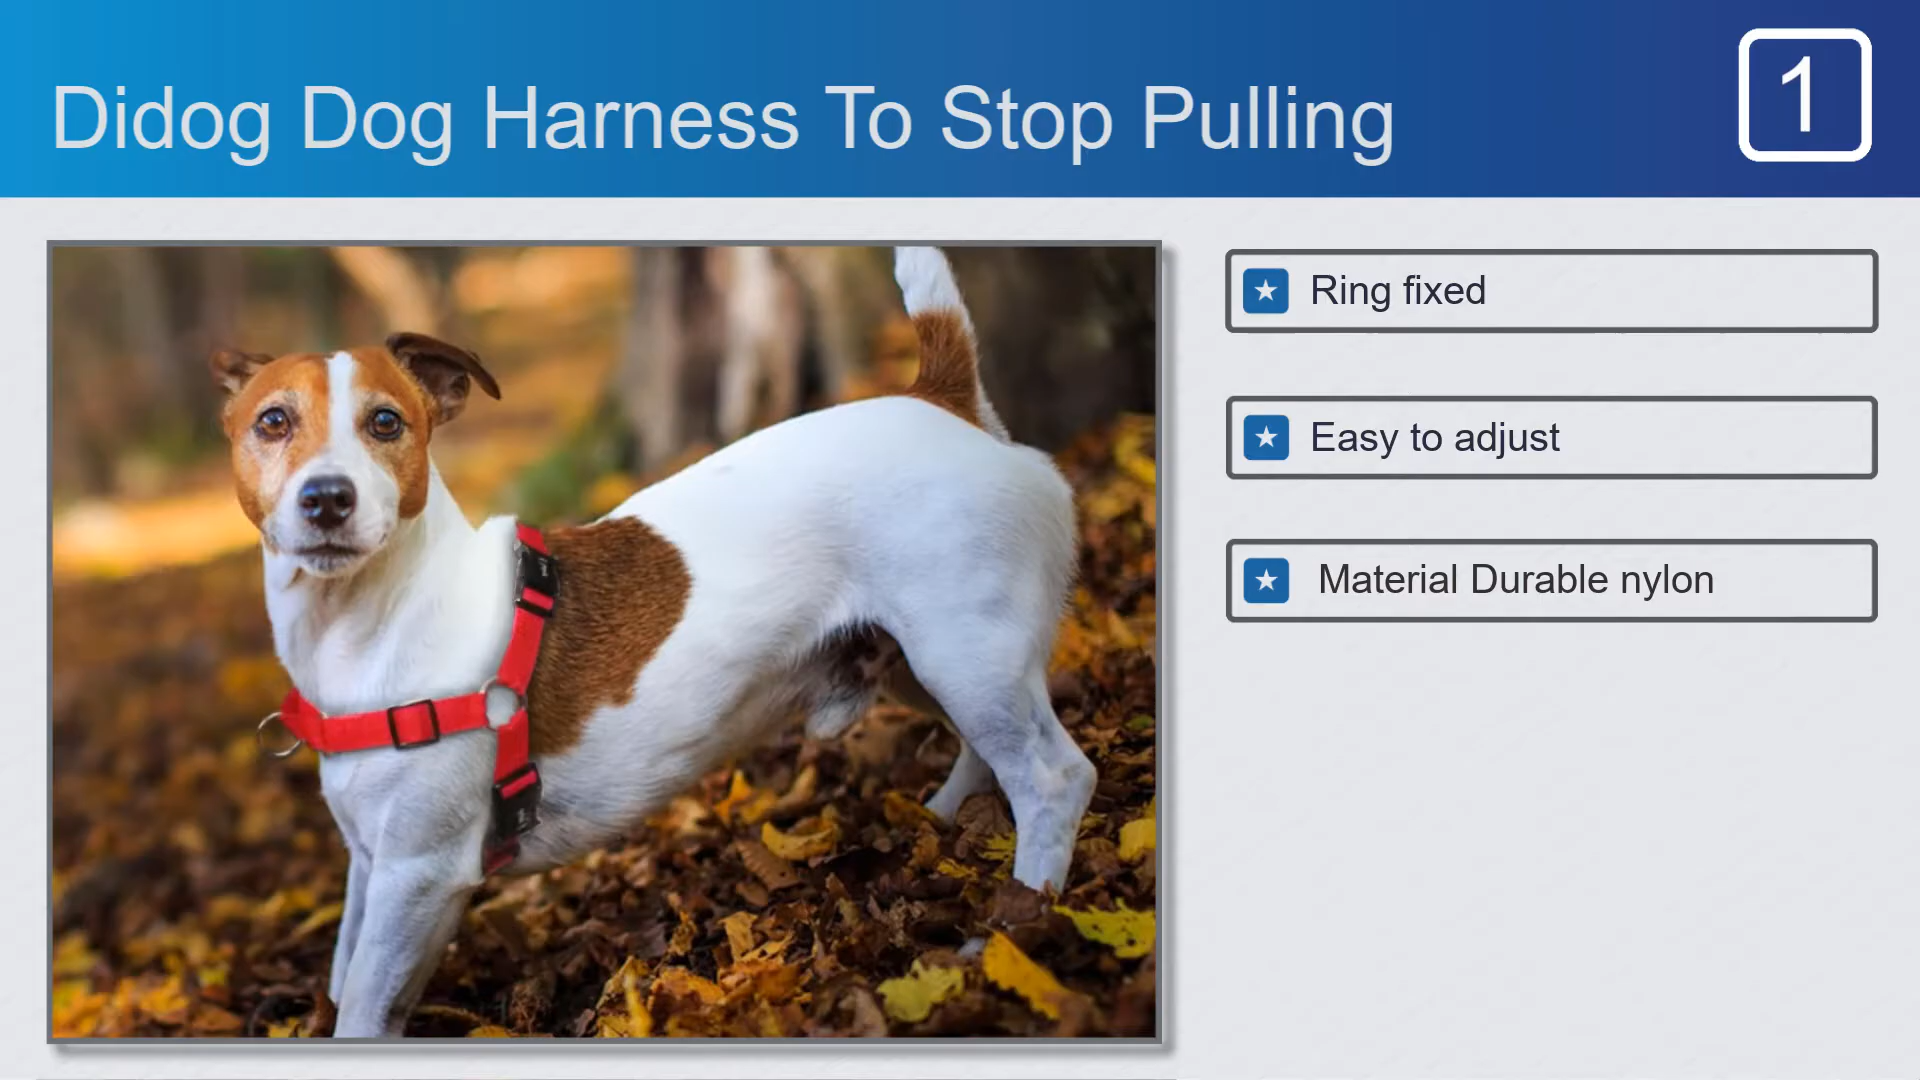 Didog Dog Harness To Stop Pulling
1
Ring fixed
Easy to adjust
Material Durable nylon